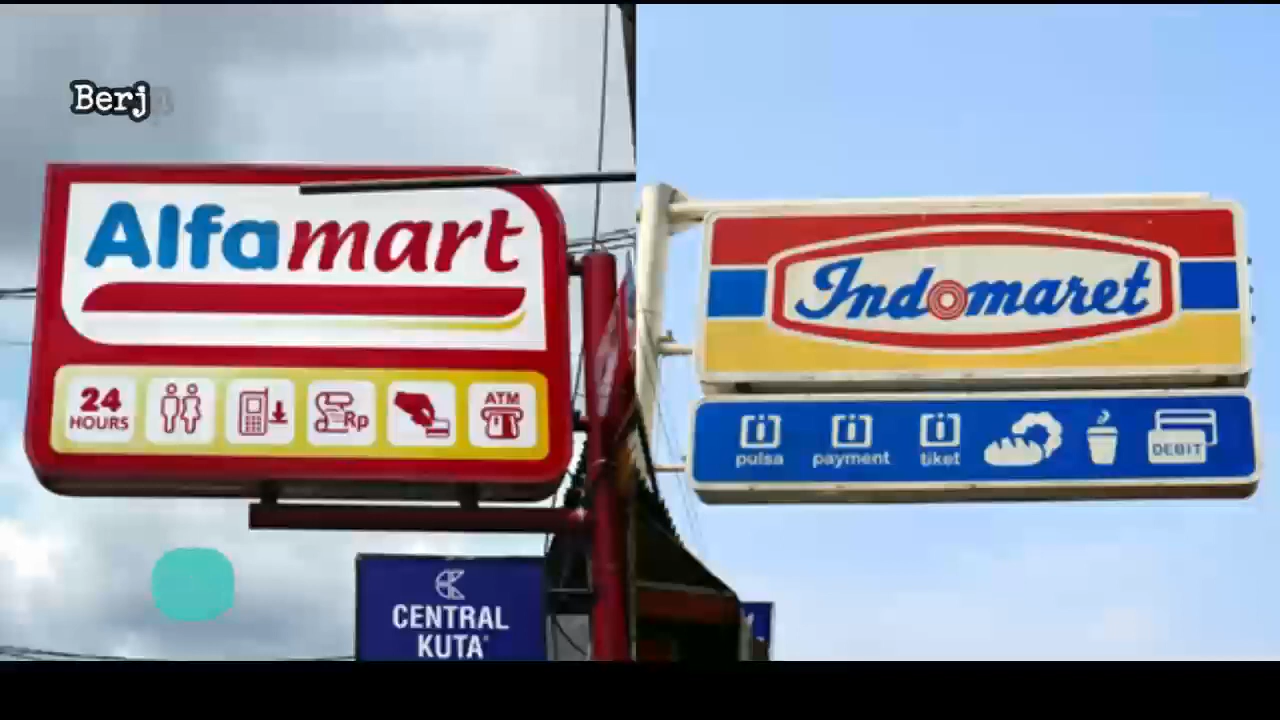 Berj
Alfamart
24
HOURS
Rp
ATM
CENTRAL
KUTA
Indomaret
pulsa
payment
tiket
DEBIT